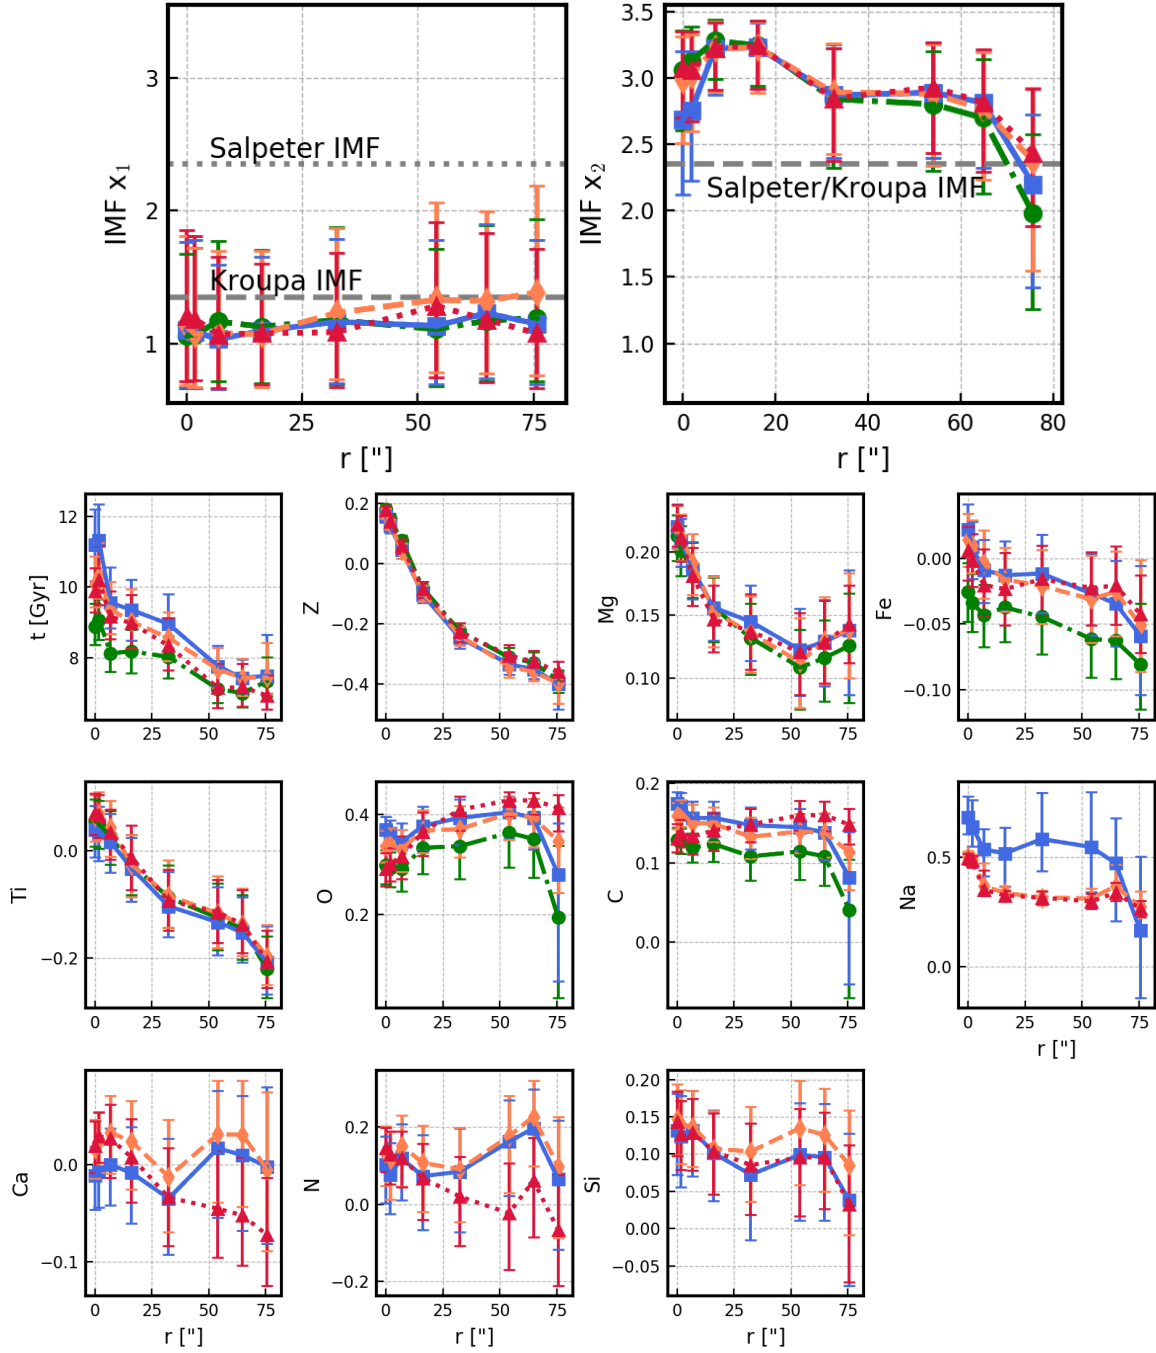 3.5
3
3.0
Salpeter IMF
2.5
Salpeter/Kroupa IMF
IMF x1
IMF x2
2
2.0
Kroupa IMF
1.5
1
1.0
0 25 50 75
0 20 40 60 80
r ["]
r ["]
12
10
8
t [Gyr]
0.2
0.0
−0.2
−0.4
Z
0.20
0.15
0.10
Mg
0.00
−0.05
−0.10
Fe
0 25 50 75
0 25 50 75
0 25 50 75
0 25 50 75
0.0
−0.2
Ti
0.4
0.2
O
0.2
0.1
0.0
C
0.5
0.0
Na
0 25 50 75
0 25 50 75
0 25 50 75
0 25 50 75
r ["]
0.0
−0.1
Ca
0.2
0.0
−0.2
N
0.20
0.15
0.10
0.05
0.00
−0.05
Si
0 25 50 75
0 25 50 75
0 25 50 75
r ["]
r ["]
r ["]